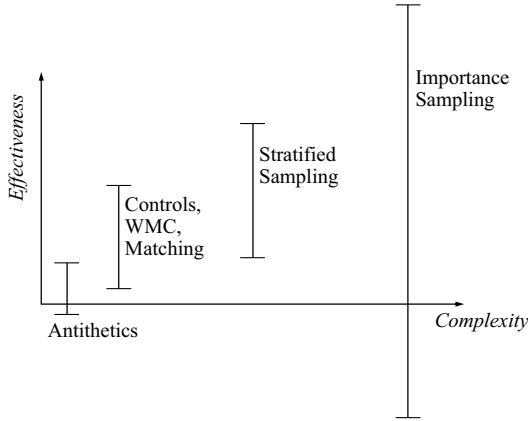 Importance
Sampling
Effectiveness
Stratified
Sampling
Controls,
WMC,
Matching
Antithetics
Complexity